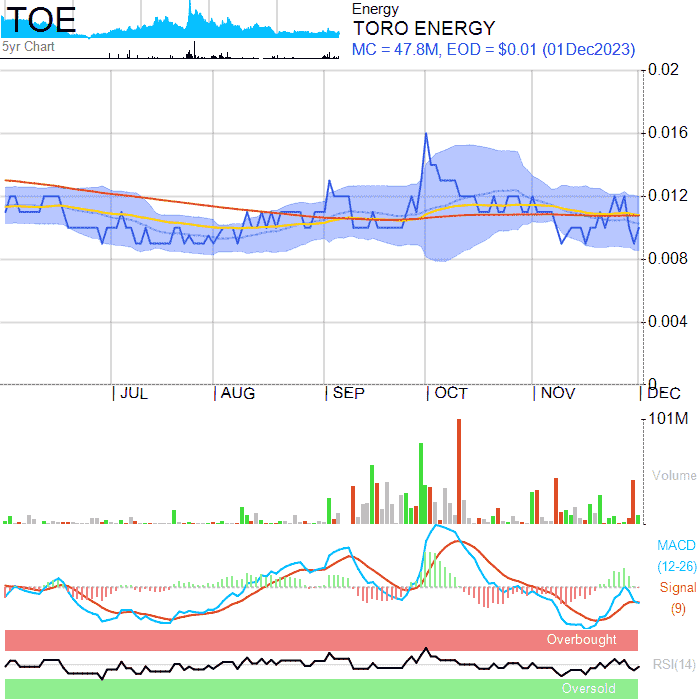 TOE
5yr Chart
Energy
TORO ENERGY
MC = 47.8M, EOD = $0.01 (01Dec2023)
0.02
0.016
0.012
0.008
0.004
0
JUL AUG SEP OCT NOV DEC
101M
Volume
MACD
(12-26)
Signal
(9)
Overbought
RSI(14)
Oversold